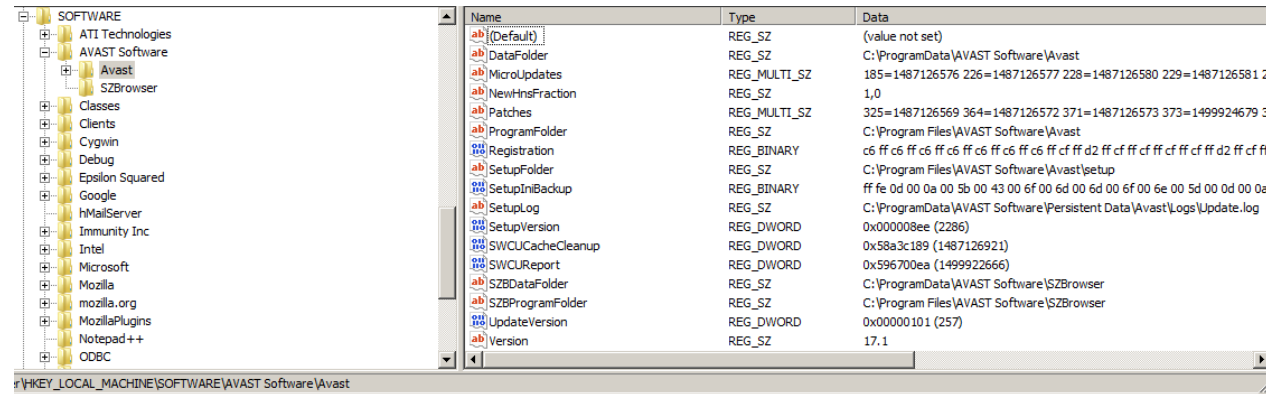 SOFTWARE
ATI Technologies
AVAST Software
Avast
SZBrowser
Classes
Clients
Cygwin
Debug
Epsilon Squared
Google
hMailServer
Immunity Inc
Intel
Microsoft
Mozilla
mozilla.org
MozillaPlugins
Notepad++
ODBC
Name Type Data
(Default) REG_SZ (value not set)
DataFolder REG_SZ C:\ProgramData\AVAST Software\Avast
MicroUpdates REG_MULTI_SZ 185=1487126576 226=1487126577 228=1487126580 229=1487126581 2
NewHnsFraction REG_SZ 1,0
Patches REG_MULTI_SZ 325=1487126569 364=1487126572 371=1487126573 373=1499924679 3
ProgramFolder REG_SZ C:\Program Files\AVAST Software\Avast
Registration REG_BINARY c6 ff c6 ff c6 ff c6 ff c6 ff c6 ff c6 ff cf ff d2 ff cf ff cf ff cf ff cf ff d2 ff cf ff
SetupFolder REG_SZ C:\Program Files\AVAST Software\Avast\setup
SetupIniBackup REG_BINARY ff fe 0d 00 0a 00 5b 00 43 00 6f 00 6d 00 6d 00 6f 00 6e 00 5d 00 0d 00 0a
SetupLog REG_SZ C:\ProgramData\AVAST Software\Persistent Data\Avast\Logs\Update.log
SetupVersion REG_DWORD 0x000008ee (2286)
SWCUCacheCleanup REG_DWORD 0x58a3c189 (1487126921)
SWCUReport REG_DWORD 0x596700ea (1499922666)
SZBDataFolder REG_SZ C:\ProgramData\AVAST Software\SZBrowser
SZBProgramFolder REG_SZ C:\Program Files\AVAST Software\SZBrowser
UpdateVersion REG_DWORD 0x00000101 (257)
Version REG_SZ 17.1
r\HKEY_LOCAL_MACHINE\SOFTWARE\AVAST Software\Avast